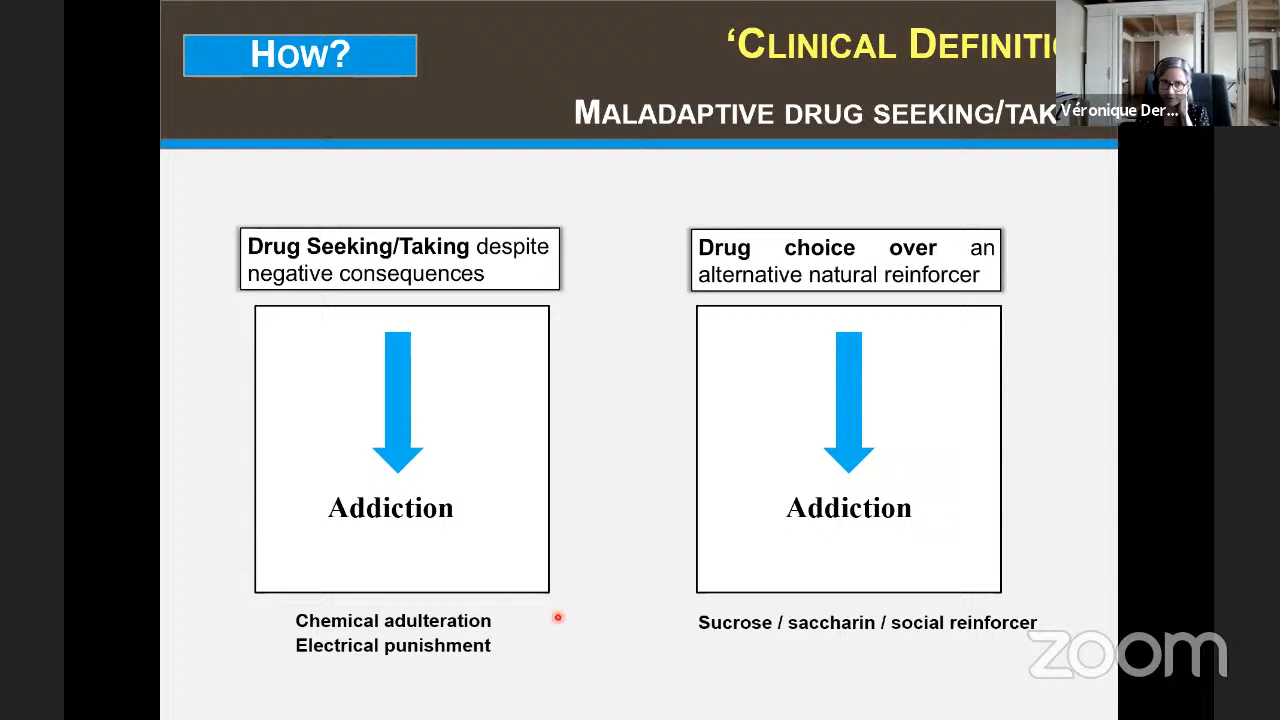 HOW?
‘CLINICAL DEFINITI
MALADAPTIVE DRUG SEEKING/TAK
Véronique Der...
Drug Seeking/Taking despite
negative consequences
Drug choice over an
alternative natural reinforcer
Addiction
Addiction
Chemical adulteration
Electrical punishment
Sucrose / saccharin / social reinforcer
zoom